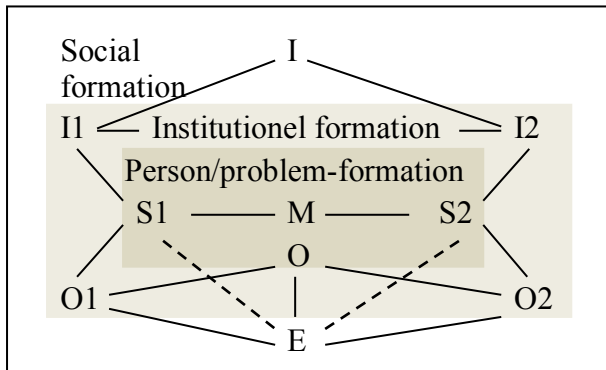 Social I
formation
I1 Institutionel formation I2
Person/problem-formation
S1 M S2
O
O1 O2
E